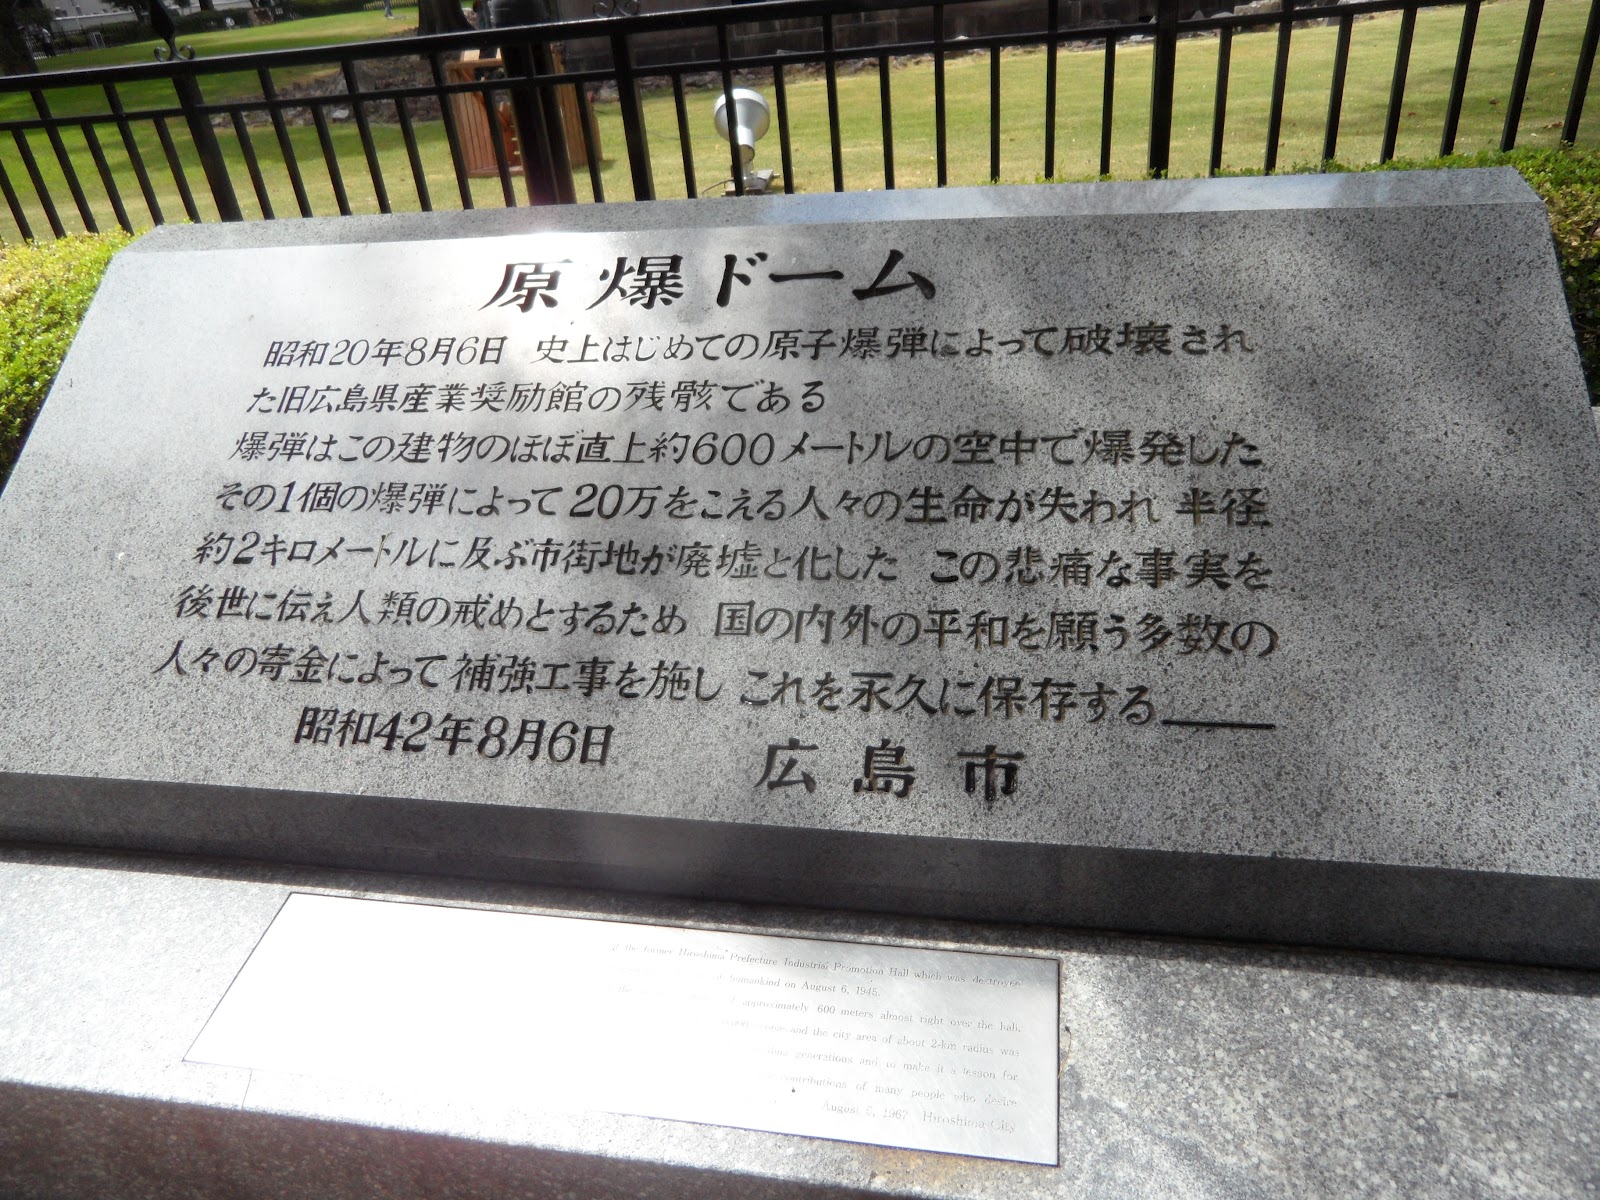 原爆ドーム
昭和20年8月6日 史上はじめての原子爆弾によって破壊され
た旧広島県産業奨励館の残骸である
爆弾はこの建物のほぼ直上約600メートルの空中で爆発した
その1個の爆弾によって20万をこえる人々の生命が失われ 半径
約2キロメートルに及ぶ市街地が廃墟と化した この悲痛な事実を
後世に伝え人類の戒めとするため 国の内外の平和を願う多数の
人々の寄金によって補強工事を施し これを永久に保存する
昭和42年8月6日 広島市
the former Hiroshima Prefecture Industrial Promotion Hall which was destroyed
humankind on August 6, 1945.
approximately 600 meters almost right over the hall.
and the city area of about 2-km radius was
generations and to make it a lesson for
contributions of many people who desire
August 6, 1967 Hiroshima City